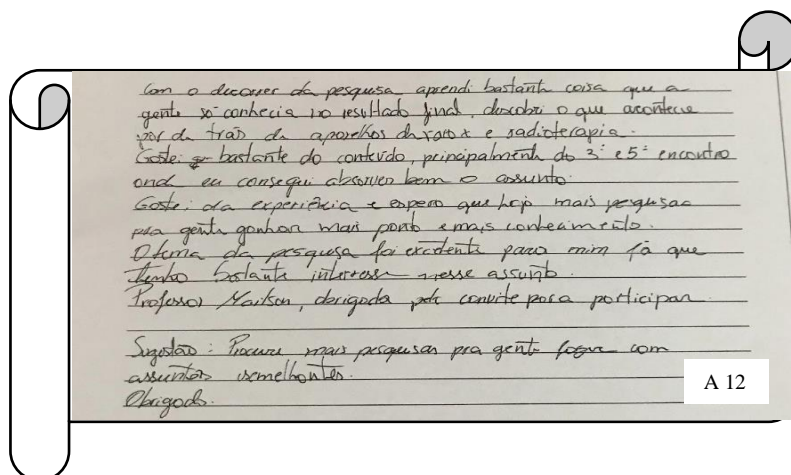 Com o decorrer da pesquisa aprendi bastante coisa que a
gente só conhecia no resultado final, descobri o que acontece
por de trás de aparelhos de raio x e radioterapia.
Gostei bastante do conteúdo, principalmente do 3º e 5º encontro
onde eu consegui absorver bem o assunto.
Gostei da experiência e espero que haja mais pesquisas
pra gente ganhar mais ponto e mais conhecimento.
O tema da pesquisa foi excelente para mim já que
tenho bastante interesse nesse assunto.
Professor Mailson, obrigada pelo convite para participar.
Sugestão: Procure mais pesquisas pra gente com
assuntos semelhantes.
Obrigado.
A 12